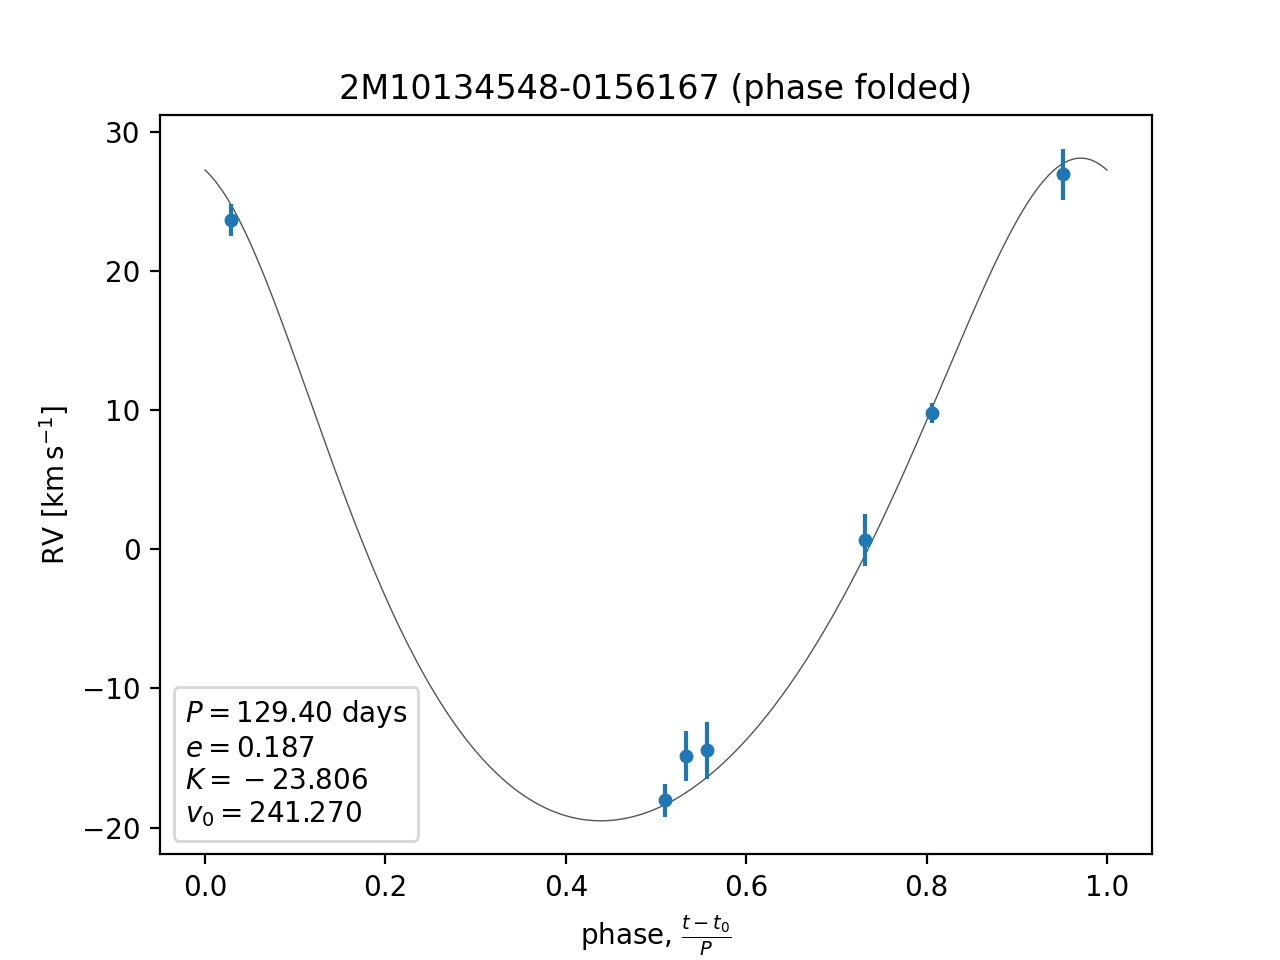 2M10134548-0156167 (phase folded)
30
20
10
0
−10
−20
RV [km s⁻¹]
P = 129.40 days
e = 0.187
K = −23.806
v₀ = 241.270
0.0 0.2 0.4 0.6 0.8 1.0
phase, (t − t₀)/P